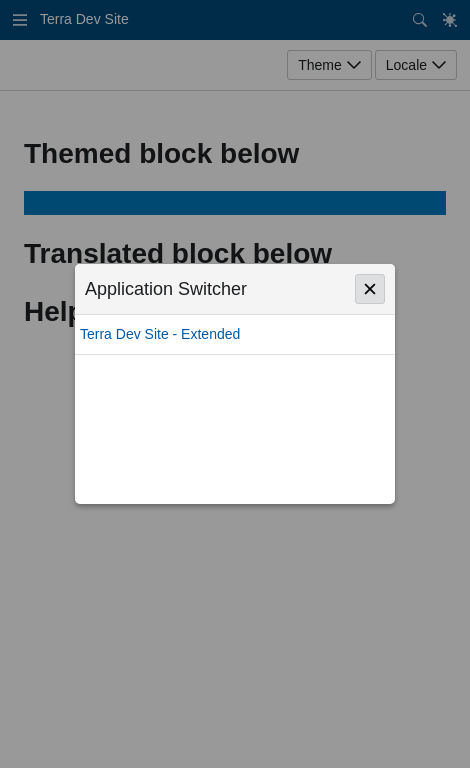 Terra Dev Site
Theme
Locale
Themed block below
Translated block below
Help
Application Switcher
Terra Dev Site - Extended